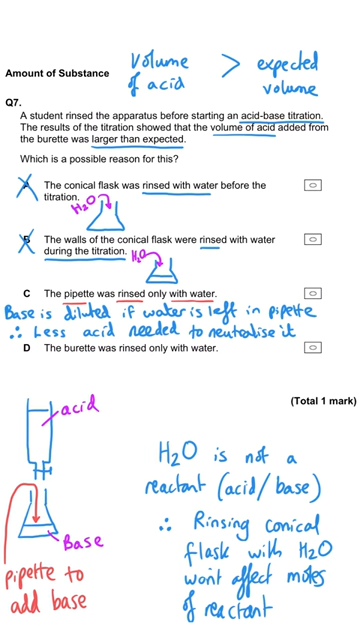 volume of acid > expected volume
Amount of Substance
Q7.
A student rinsed the apparatus before starting an acid-base titration.
The results of the titration showed that the volume of acid added from
the burette was larger than expected.
Which is a possible reason for this?
A The conical flask was rinsed with water before the
titration.
H₂O
B The walls of the conical flask were rinsed with water
during the titration.
H₂O
C The pipette was rinsed only with water.
Base is diluted if water is left in pipette
∴ Less acid needed to neutralise it
D The burette was rinsed only with water.
(Total 1 mark)
acid
Base
pipette to
add base
H₂O is not a
reactant (acid/base)
∴ Rinsing conical
flask with H₂O
won't affect moles
of reactant